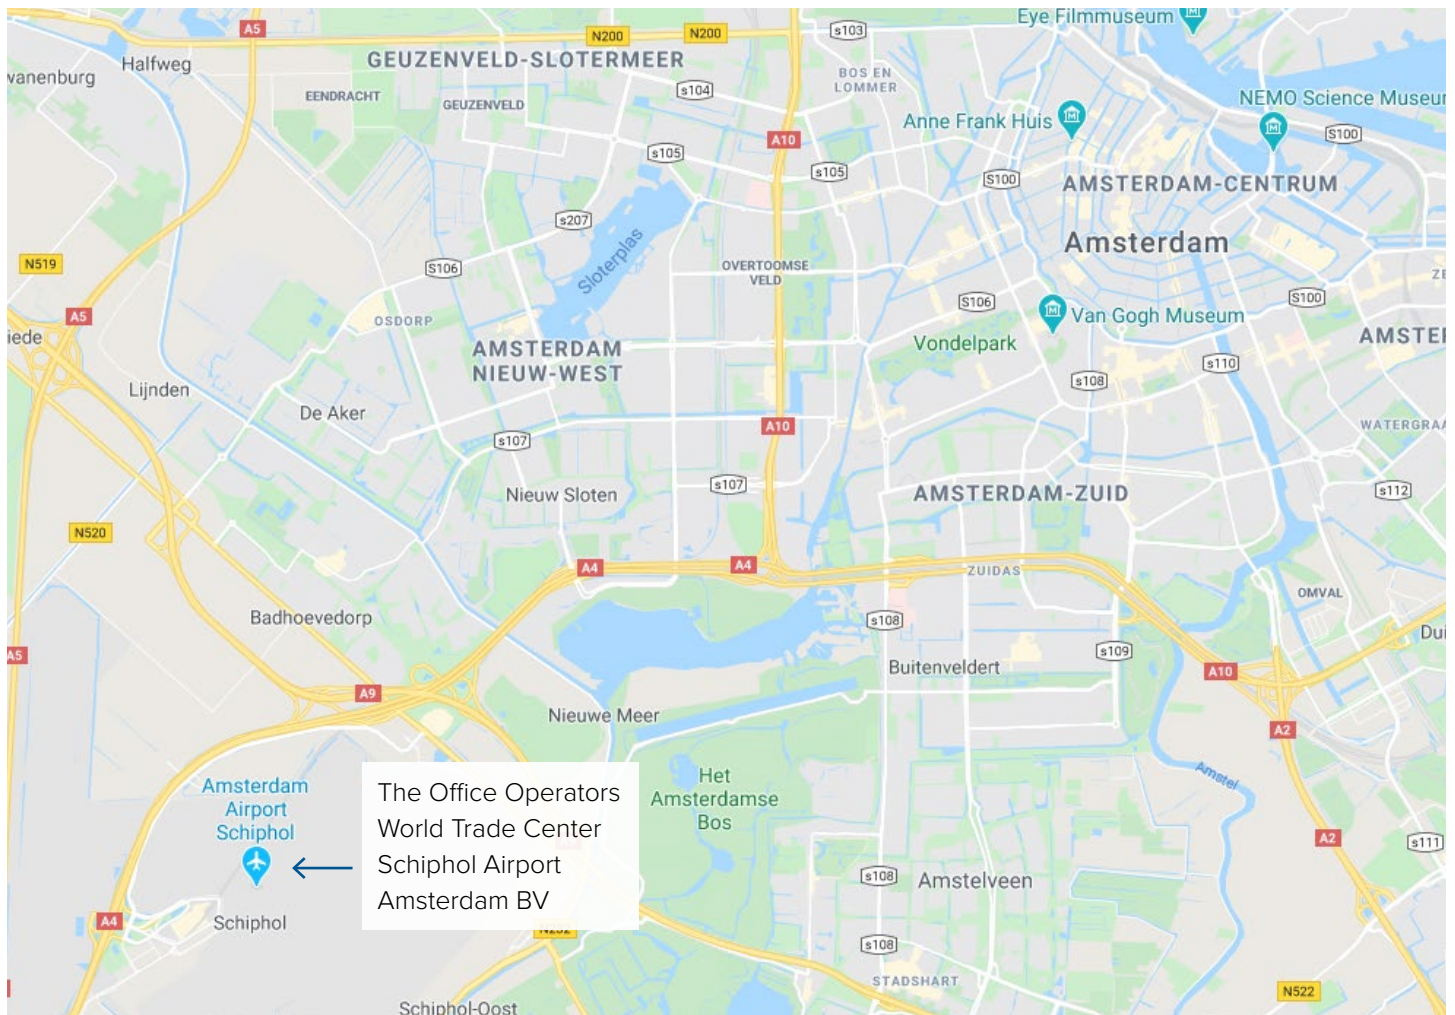 Eye Filmmuseum
A5
N200
N200
s103
Halfweg
GEUZENVELD-SLOTERMEER
wanenburg
EENDRACHT
GEUZENVELD
s104
BOS EN
LOMMER
NEMO Science Museum
Anne Frank Huis
A10
S100
s105
s105
S100
AMSTERDAM-CENTRUM
s207
Amsterdam
Sloterplas
N519
S106
OVERTOOMSE
VELD
S106
S100
A5
OSDORP
Van Gogh Museum
iede
AMSTERDAM
NIEUW-WEST
Vondelpark
AMSTE
s110
s108
Lijnden
De Aker
A10
WATERGRAA
s107
s107
Nieuw Sloten
AMSTERDAM-ZUID
s112
N520
A4
A4
ZUIDAS
OMVAL
Badhoevedorp
s108
Dui
A5
s109
Buitenveldert
A10
A9
Nieuwe Meer
A2
Amstel
Amsterdam
Airport
Schiphol
Het
Amsterdamse
Bos
The Office Operators
World Trade Center
Schiphol Airport
Amsterdam BV
A2
s111
s108
Amstelveen
A4
Schiphol
N232
s108
STADSHART
N522
Schiphol-Oost